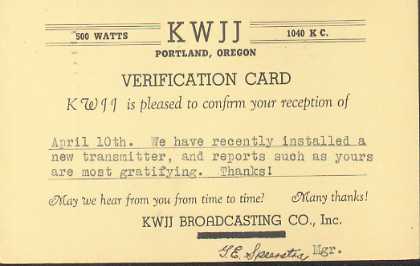 500 WATTS KWJJ 1040 KC.
PORTLAND, OREGON
VERIFICATION CARD
KWJJ is pleased to confirm your reception of
April 10th. We have recently installed a
new transmitter, and reports such as yours
are most gratifying. Thanks!
May we hear from you from time to time? Many thanks!
KWJJ BROADCASTING CO., Inc.
Mgr.